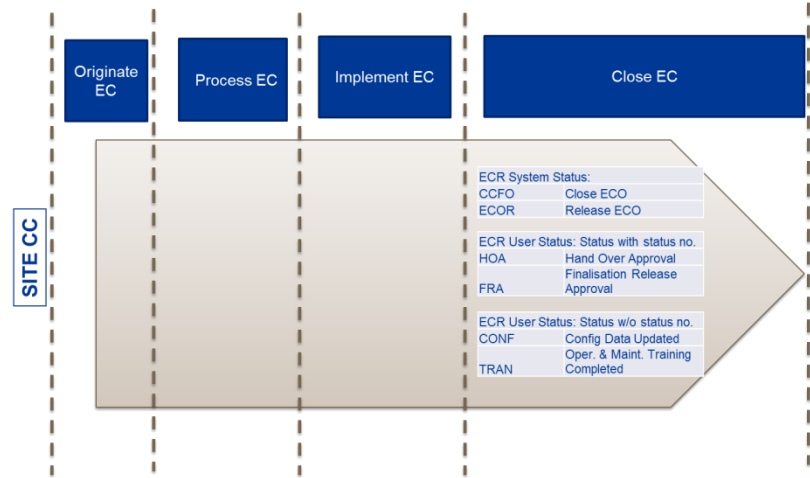 Originate
EC
Process EC
Implement EC
Close EC
SITE CC
ECR System Status:
CCFO Close ECO
ECOR Release ECO
ECR User Status: Status with status no.
HOA Hand Over Approval
Finalisation Release
FRA Approval
ECR User Status: Status w/o status no.
CONF Config Data Updated
Oper. & Maint. Training
TRAN Completed